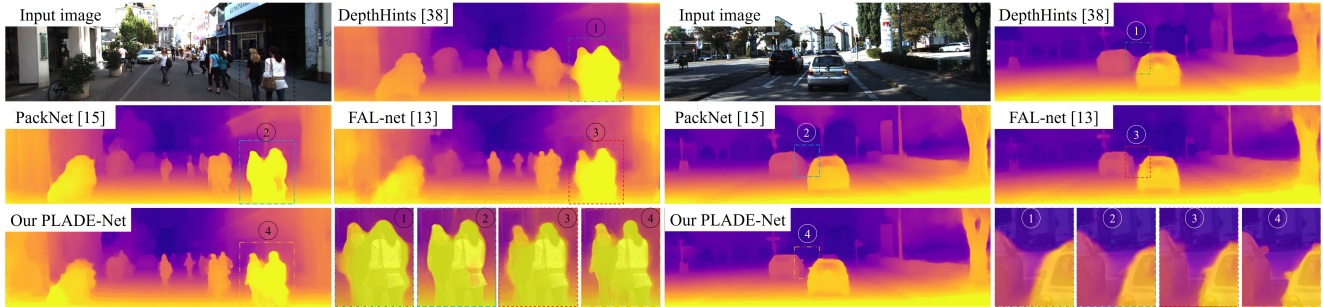 Input image
DepthHints [38]
Input image
DepthHints [38]
1
1
PackNet [15]
FAL-net [13]
PackNet [15]
FAL-net [13]
2
3
2
3
Our PLADE-Net
Our PLADE-Net
4
1
2
3
4
4
1
2
3
4